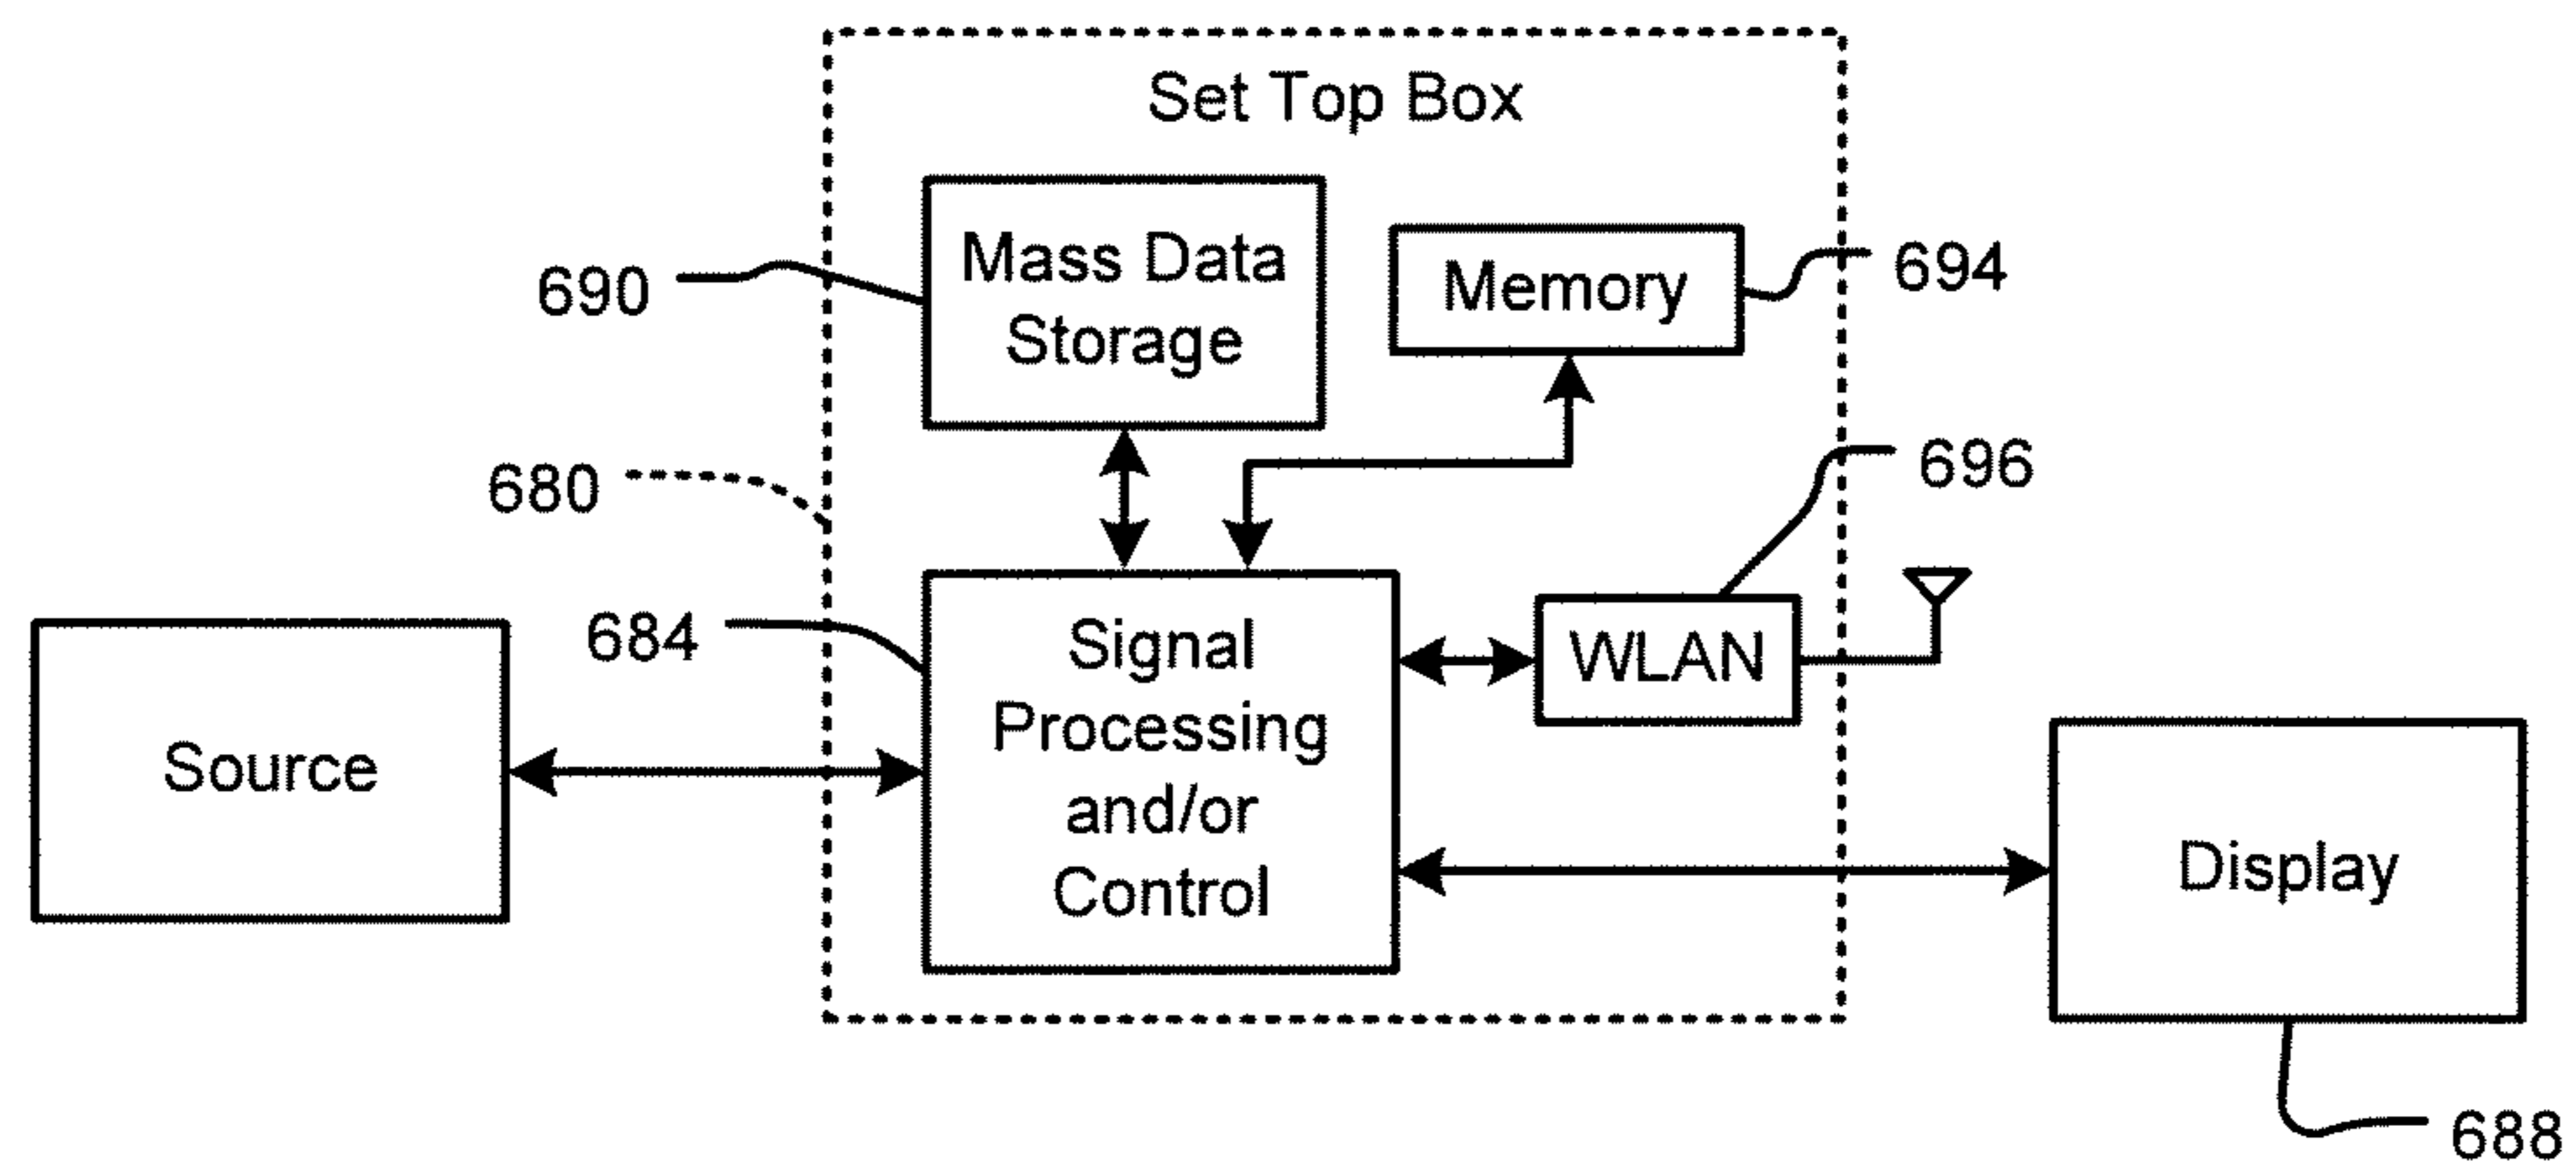 Set Top Box
Mass Data
Storage
690
Memory
694
680
696
684
Signal
Processing
and/or
Control
WLAN
Source
Display
688